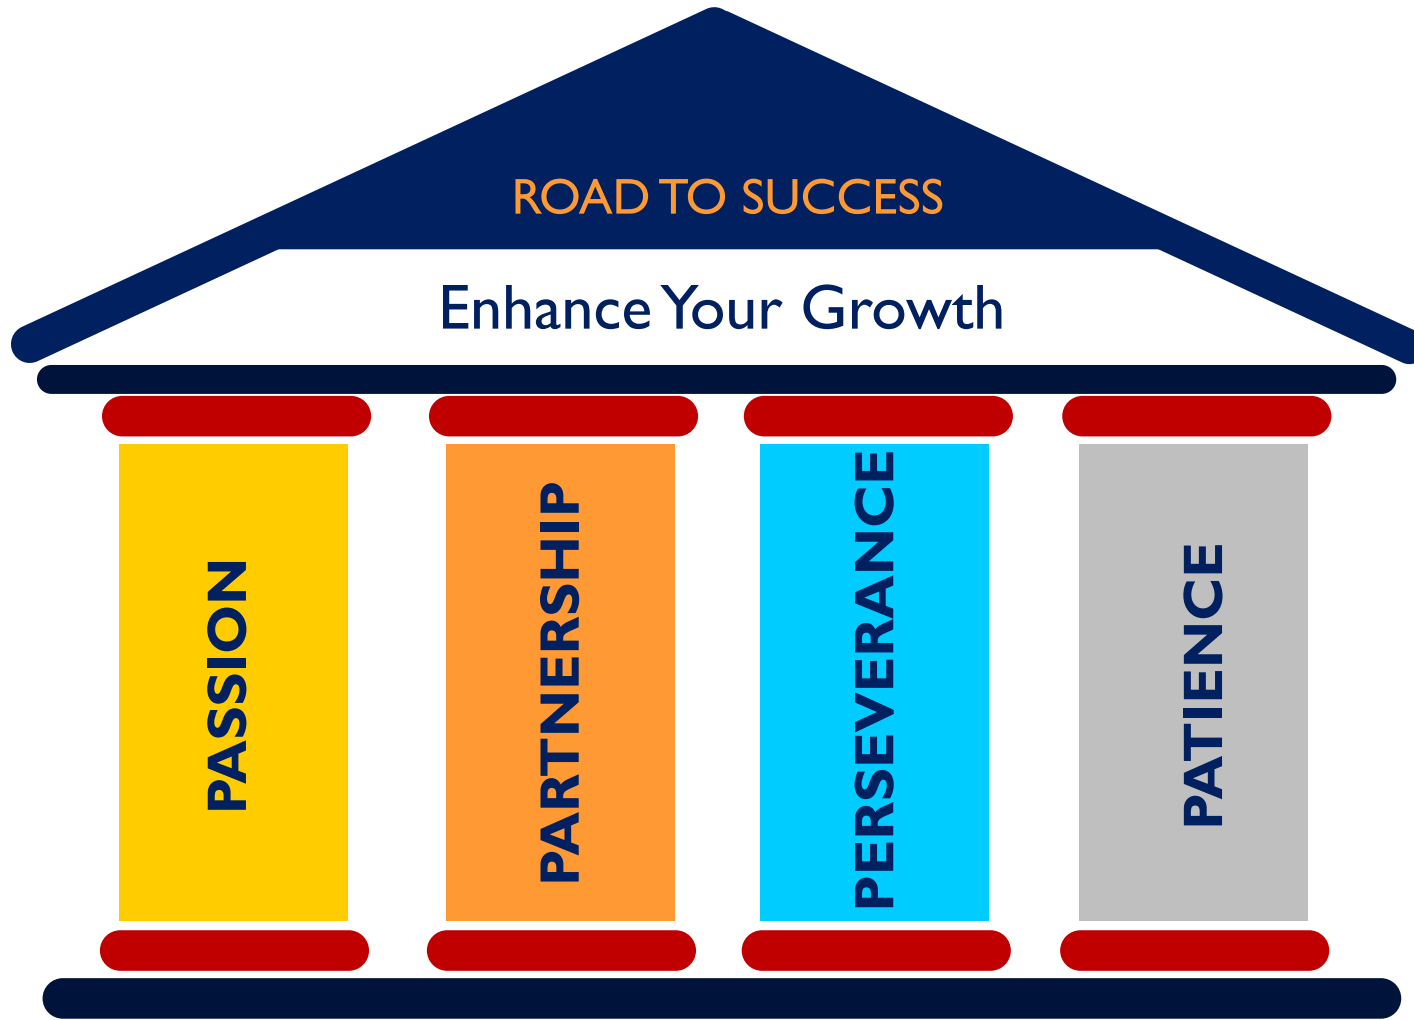 ROAD TO SUCCESS
Enhance Your Growth
PASSION
PARTNERSHIP
PERSEVERANCE
PATIENCE